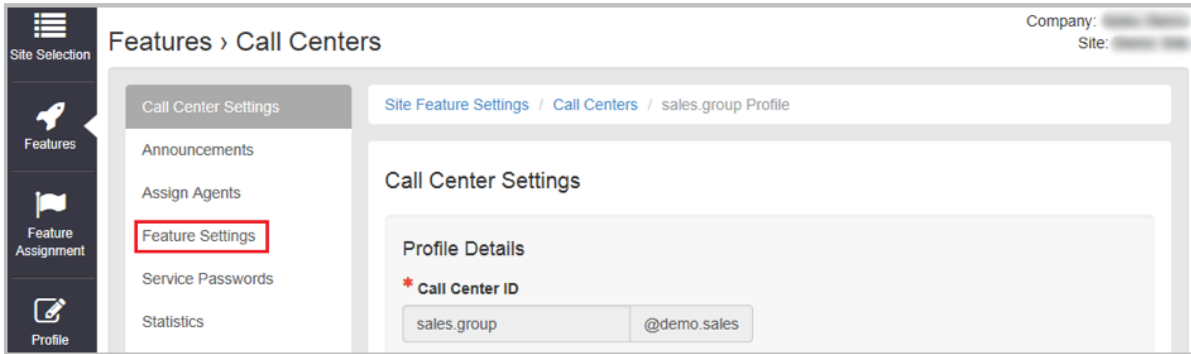 Company:
Site:
Site Selection
Features
Feature
Assignment
Profile
Features › Call Centers
Call Center Settings
Announcements
Assign Agents
Feature Settings
Service Passwords
Statistics
Site Feature Settings / Call Centers / sales.group Profile
Call Center Settings
Profile Details
* Call Center ID
sales.group @demo.sales